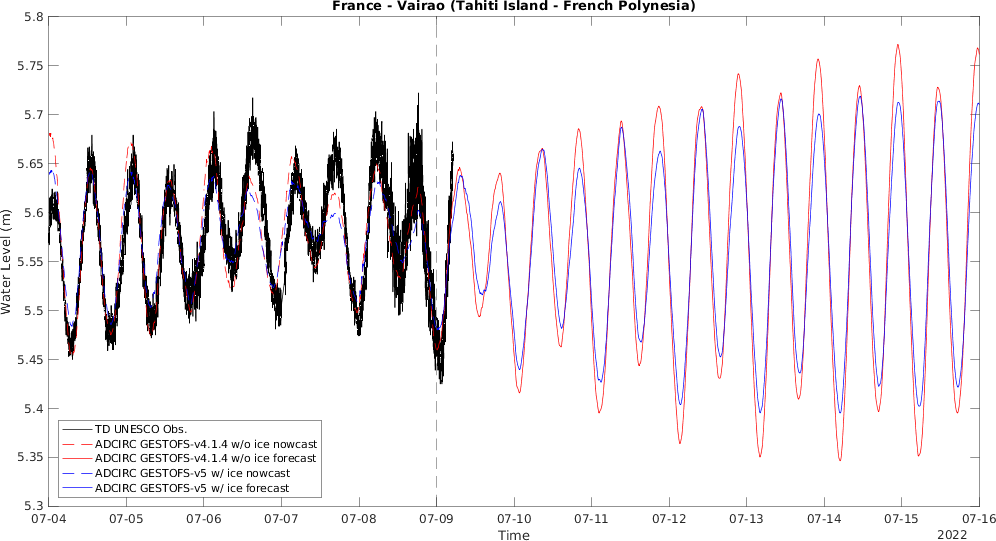 France - Vairao (Tahiti Island - French Polynesia)
5.8
5.75
5.7
5.65
5.6
5.55
5.5
5.45
5.4
5.35
5.3
Water Level (m)
TD UNESCO Obs.
ADCIRC GESTOFS-v4.1.4 w/o ice nowcast
ADCIRC GESTOFS-v4.1.4 w/o ice forecast
ADCIRC GESTOFS-v5 w/ ice nowcast
ADCIRC GESTOFS-v5 w/ ice forecast
07-04 07-05 07-06 07-07 07-08 07-09 07-10 07-11 07-12 07-13 07-14 07-15 07-16
Time
2022